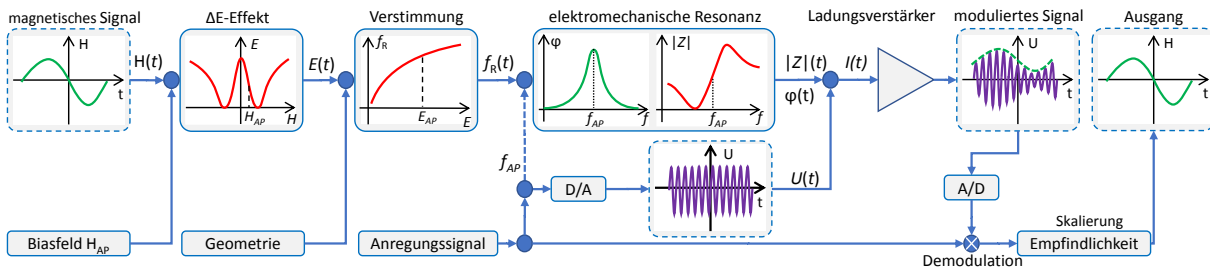 magnetisches Signal
ΔE-Effekt
Verstimmung
elektromechanische Resonanz
Ladungsverstärker
moduliertes Signal
Ausgang
H
t
H(t)
E
H_AP
H
E(t)
f_R
E_AP
E
f_R(t)
φ
f_AP
f
|Z|
f_AP
f
|Z|(t)
φ(t)
I(t)
U
t
H
t
f_AP
D/A
U
t
U(t)
A/D
Biasfeld H_AP
Geometrie
Anregungssignal
Demodulation
Skalierung
Empfindlichkeit